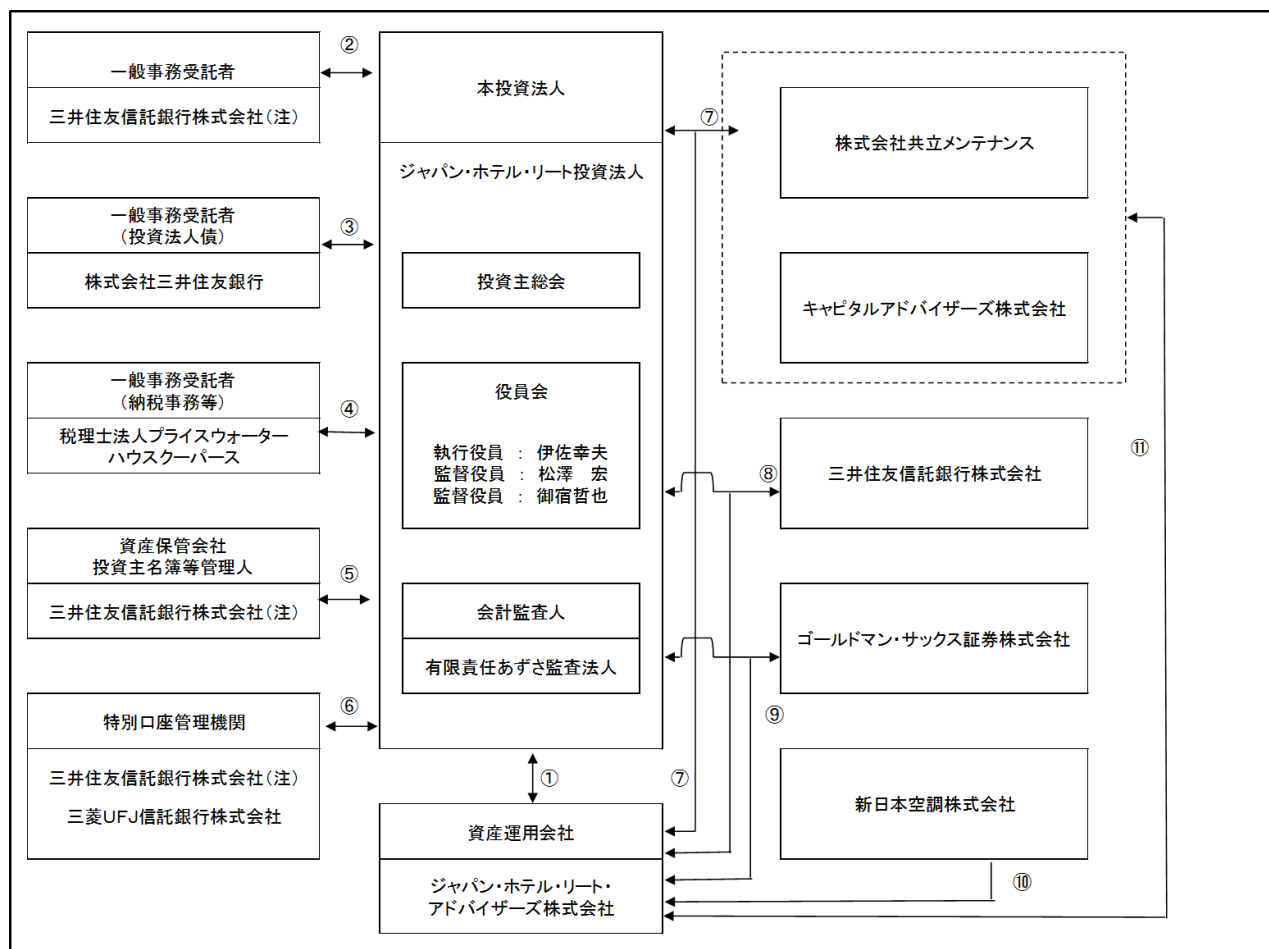 ②
一般事務受託者
三井住友信託銀行株式会社（注）
③
一般事務受託者
（投資法人債）
株式会社三井住友銀行
④
一般事務受託者
（納税事務等）
税理士法人プライスウォーター
ハウスクーパース
⑤
資産保管会社
投資主名簿等管理人
三井住友信託銀行株式会社（注）
⑥
特別口座管理機関
三井住友信託銀行株式会社（注）
三菱ＵＦＪ信託銀行株式会社
本投資法人
ジャパン・ホテル・リート投資法人
投資主総会
役員会
執行役員 ： 伊佐幸夫
監督役員 ： 松澤　宏
監督役員 ： 御宿哲也
会計監査人
有限責任あずさ監査法人
①
資産運用会社
ジャパン・ホテル・リート・
アドバイザーズ株式会社
⑦
株式会社共立メンテナンス
キャピタルアドバイザーズ株式会社
⑧
三井住友信託銀行株式会社
⑪
ゴールドマン・サックス証券株式会社
⑨
⑦
新日本空調株式会社
⑩